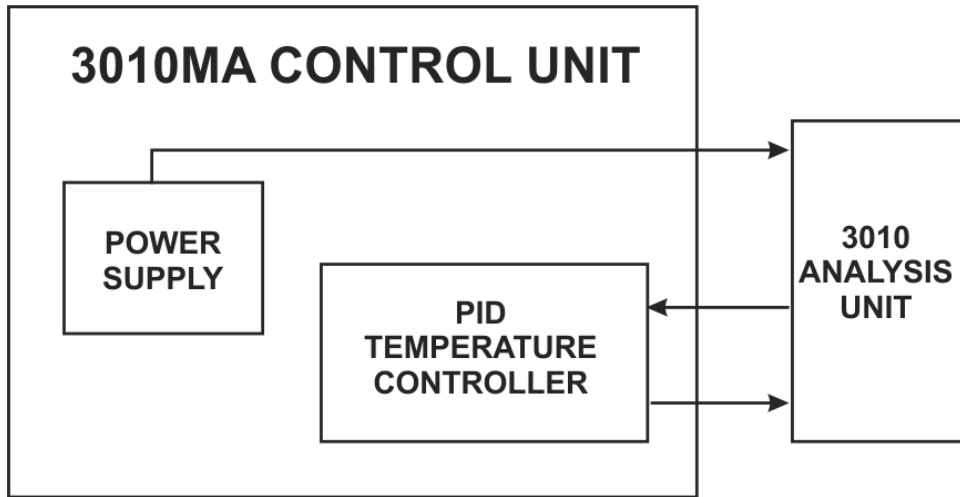 3010MA CONTROL UNIT
POWER
SUPPLY
PID
TEMPERATURE
CONTROLLER
3010
ANALYSIS
UNIT